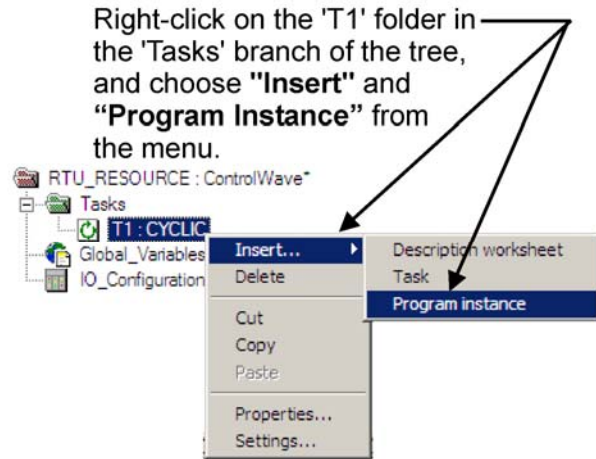 Right-click on the 'T1' folder in
the 'Tasks' branch of the tree,
and choose "Insert" and
“Program Instance” from
the menu.
RTU_RESOURCE : ControlWave*
Tasks
T1 : CYCLIC
Global_Variables
IO_Configuration
Insert...
Delete
Cut
Copy
Paste
Properties...
Settings...
Description worksheet
Task
Program instance